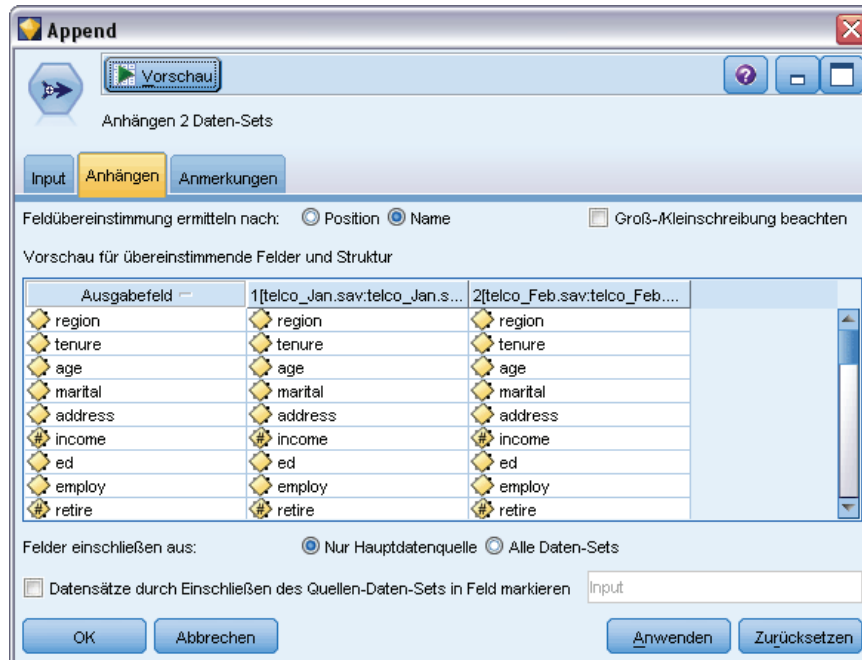 Append
Vorschau
Anhängen 2 Daten-Sets
Input Anhängen Anmerkungen
Feldübereinstimmung ermitteln nach: Position Name Groß-/Kleinschreibung beachten
Vorschau für übereinstimmende Felder und Struktur
Ausgabefeld 1[telco_Jan.sav:telco_Jan.s... 2[telco_Feb.sav:telco_Feb....
region region region
tenure tenure tenure
age age age
marital marital marital
address address address
income income income
ed ed ed
employ employ employ
retire retire retire
Felder einschließen aus: Nur Hauptdatenquelle Alle Daten-Sets
Datensätze durch Einschließen des Quellen-Daten-Sets in Feld markieren Input
OK Abbrechen Anwenden Zurücksetzen